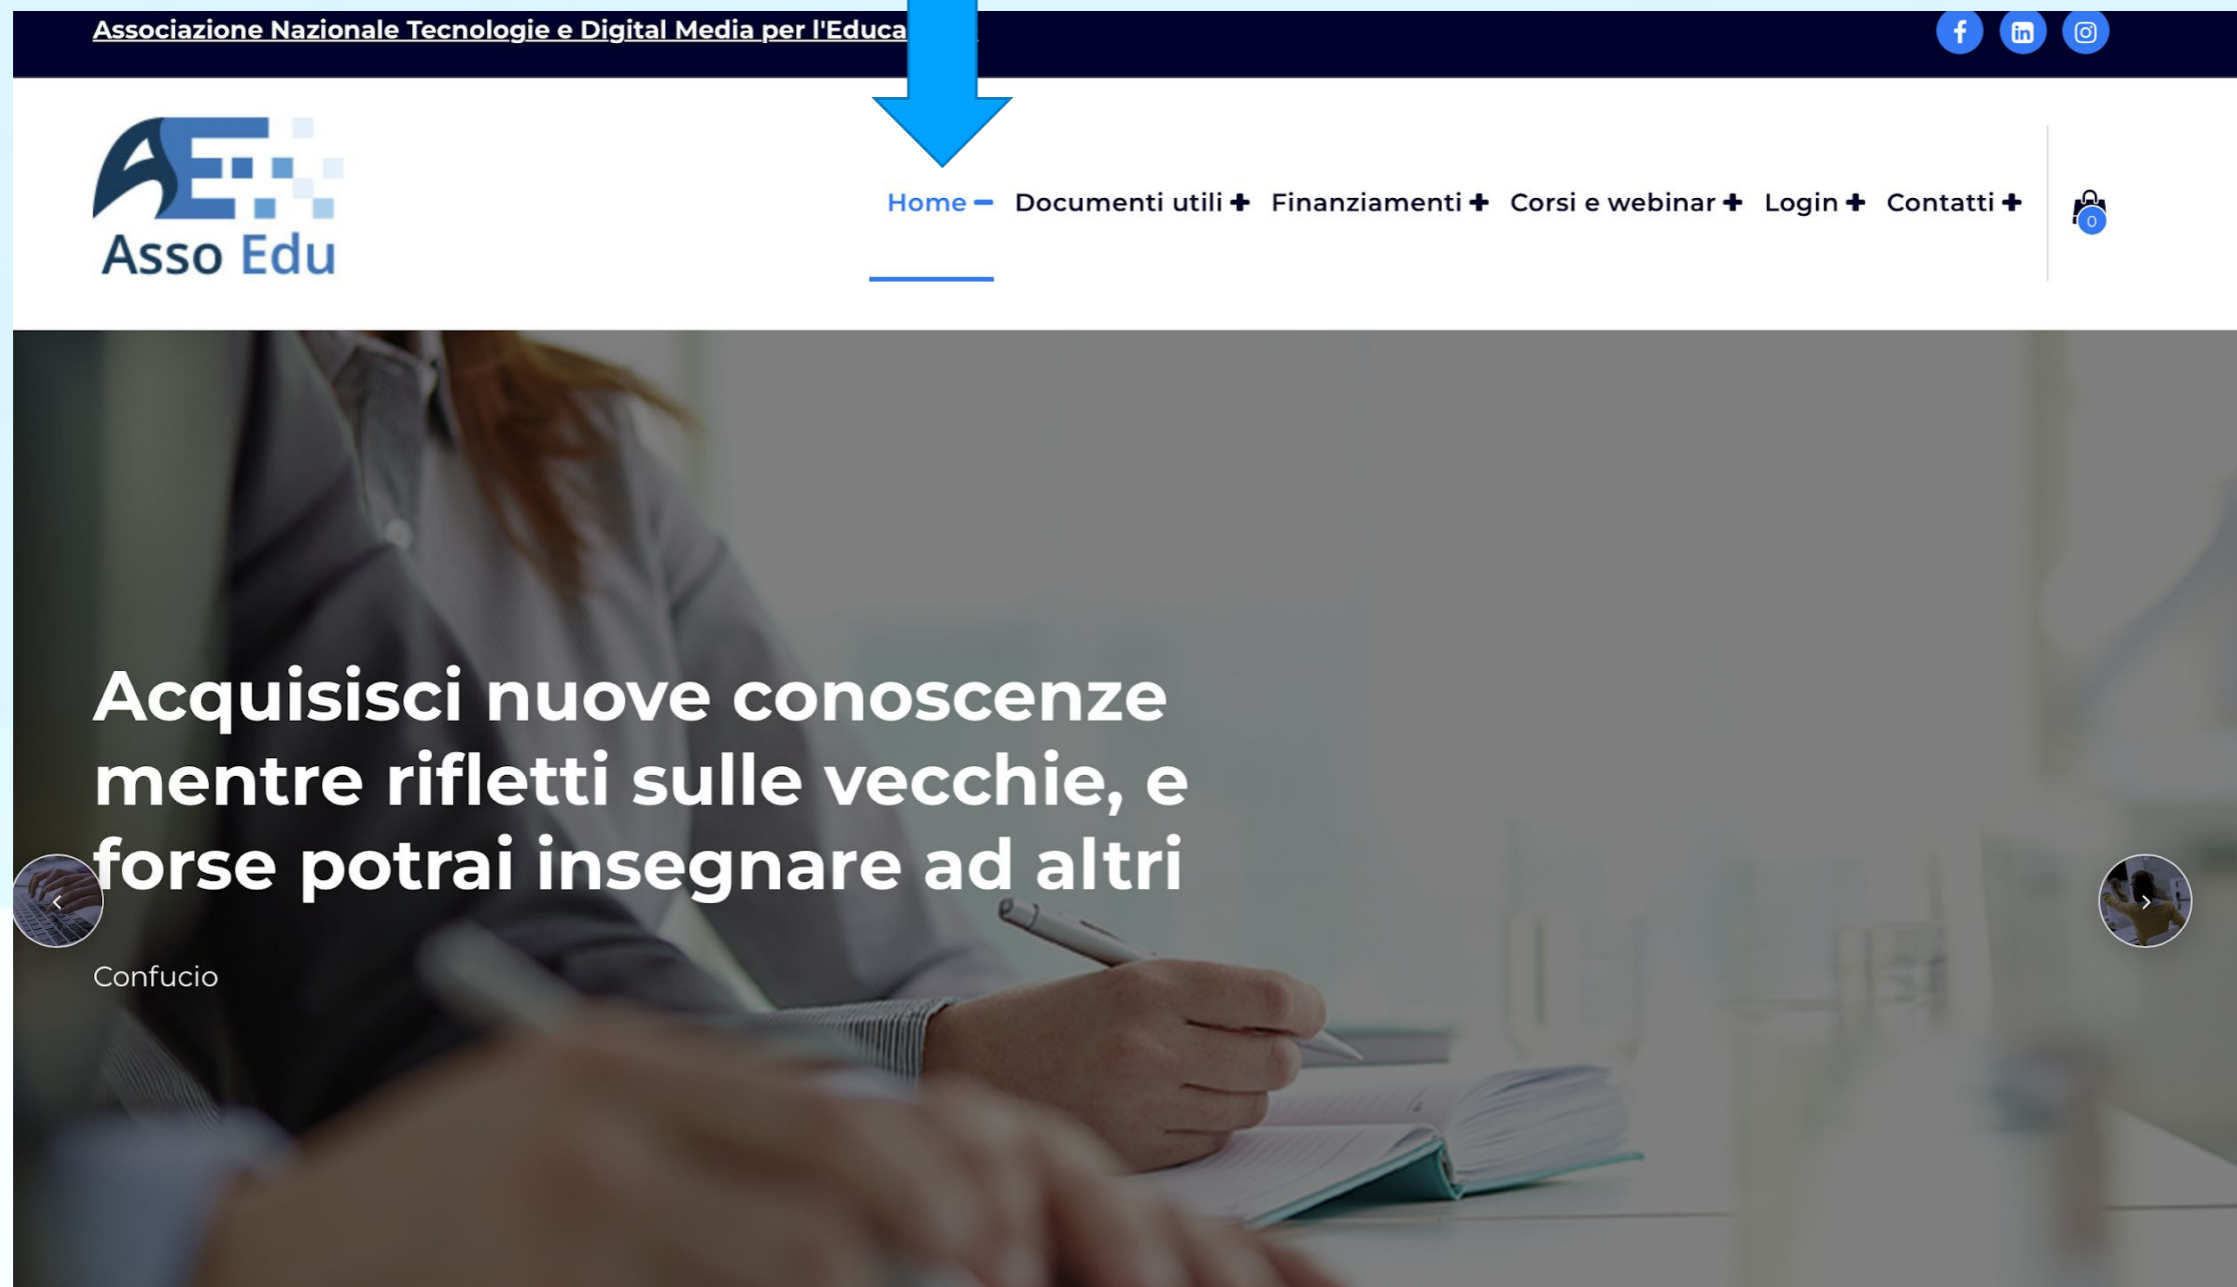 Associazione Nazionale Tecnologie e Digital Media per l'Educa
AE
Asso Edu
Home Documenti utili Finanziamenti Corsi e webinar Login Contatti
0
Acquisisci nuove conoscenze
mentre rifletti sulle vecchie, e
forse potrai insegnare ad altri
Confucio